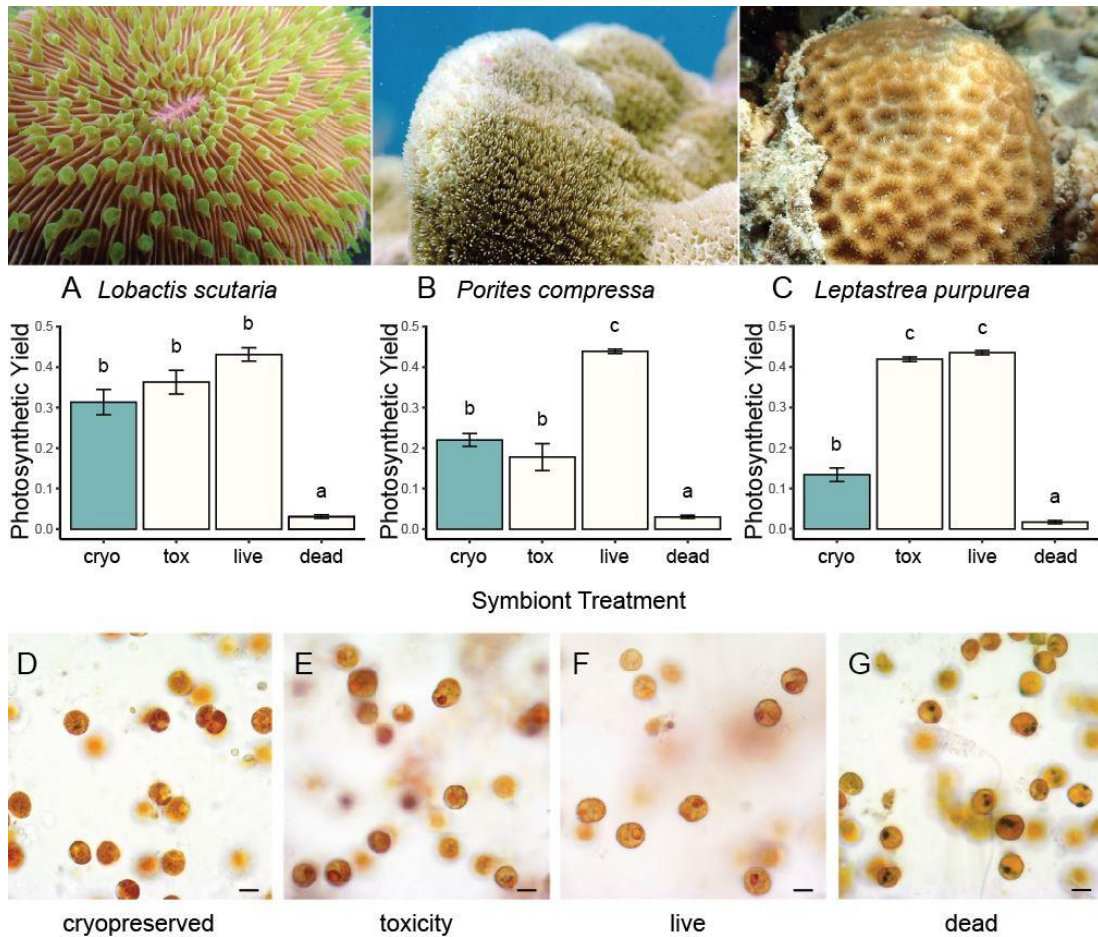 A Lobactis scutaria
B Porites compressa
C Leptastrea purpurea
Photosynthetic Yield
0.5
0.4
0.3
0.2
0.1
0.0
b
b
b
a
cryo
tox
live
dead
Photosynthetic Yield
0.5
0.4
0.3
0.2
0.1
0.0
b
b
c
a
cryo
tox
live
dead
Photosynthetic Yield
0.5
0.4
0.3
0.2
0.1
0.0
b
c
c
a
cryo
tox
live
dead
Symbiont Treatment
D
E
F
G
cryopreserved
toxicity
live
dead